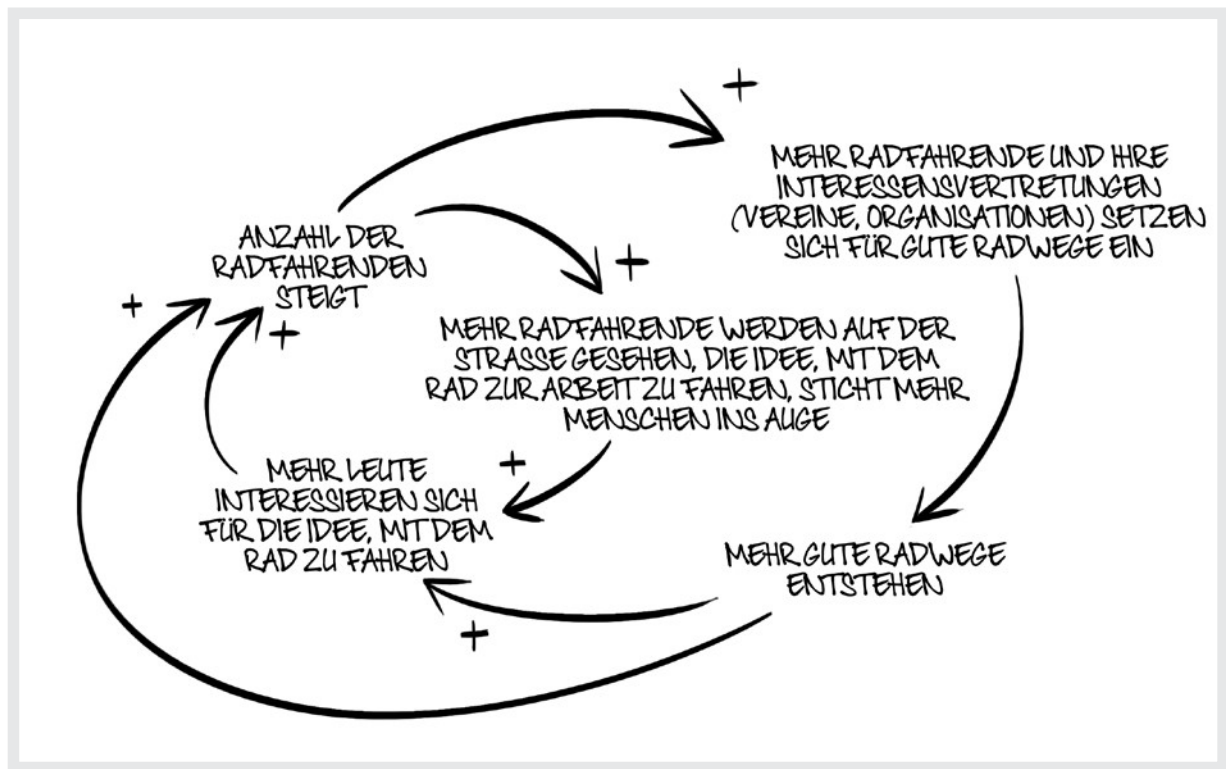 +
MEHR RADFAHRENDE UND IHRE
INTERESSENSVERTRETUNGEN
(VEREINE, ORGANISATIONEN) SETZEN
SICH FÜR GUTE RADWEGE EIN
ANZAHL DER
RADFAHRENDEN
STEIGT
+
+
+
MEHR RADFAHRENDE WERDEN AUF DER
STRASSE GESEHEN, DIE IDEE, MIT DEM
RAD ZUR ARBEIT ZU FAHREN, STICHT MEHR
MENSCHEN INS AUGE
+
MEHR LEUTE
INTERESSIEREN SICH
FÜR DIE IDEE, MIT DEM
RAD ZU FAHREN
MEHR GUTE RADWEGE
ENTSTEHEN
+